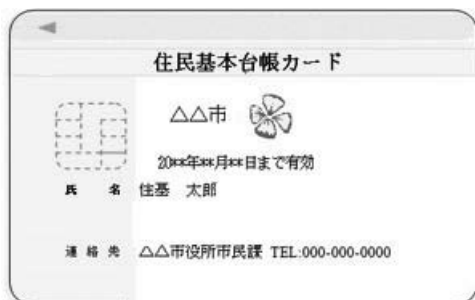 住民基本台帳カード
△△市
20**年**月**日まで有効
氏 名 住基 太郎
連絡先 △△市役所市民課 TEL:000-000-0000